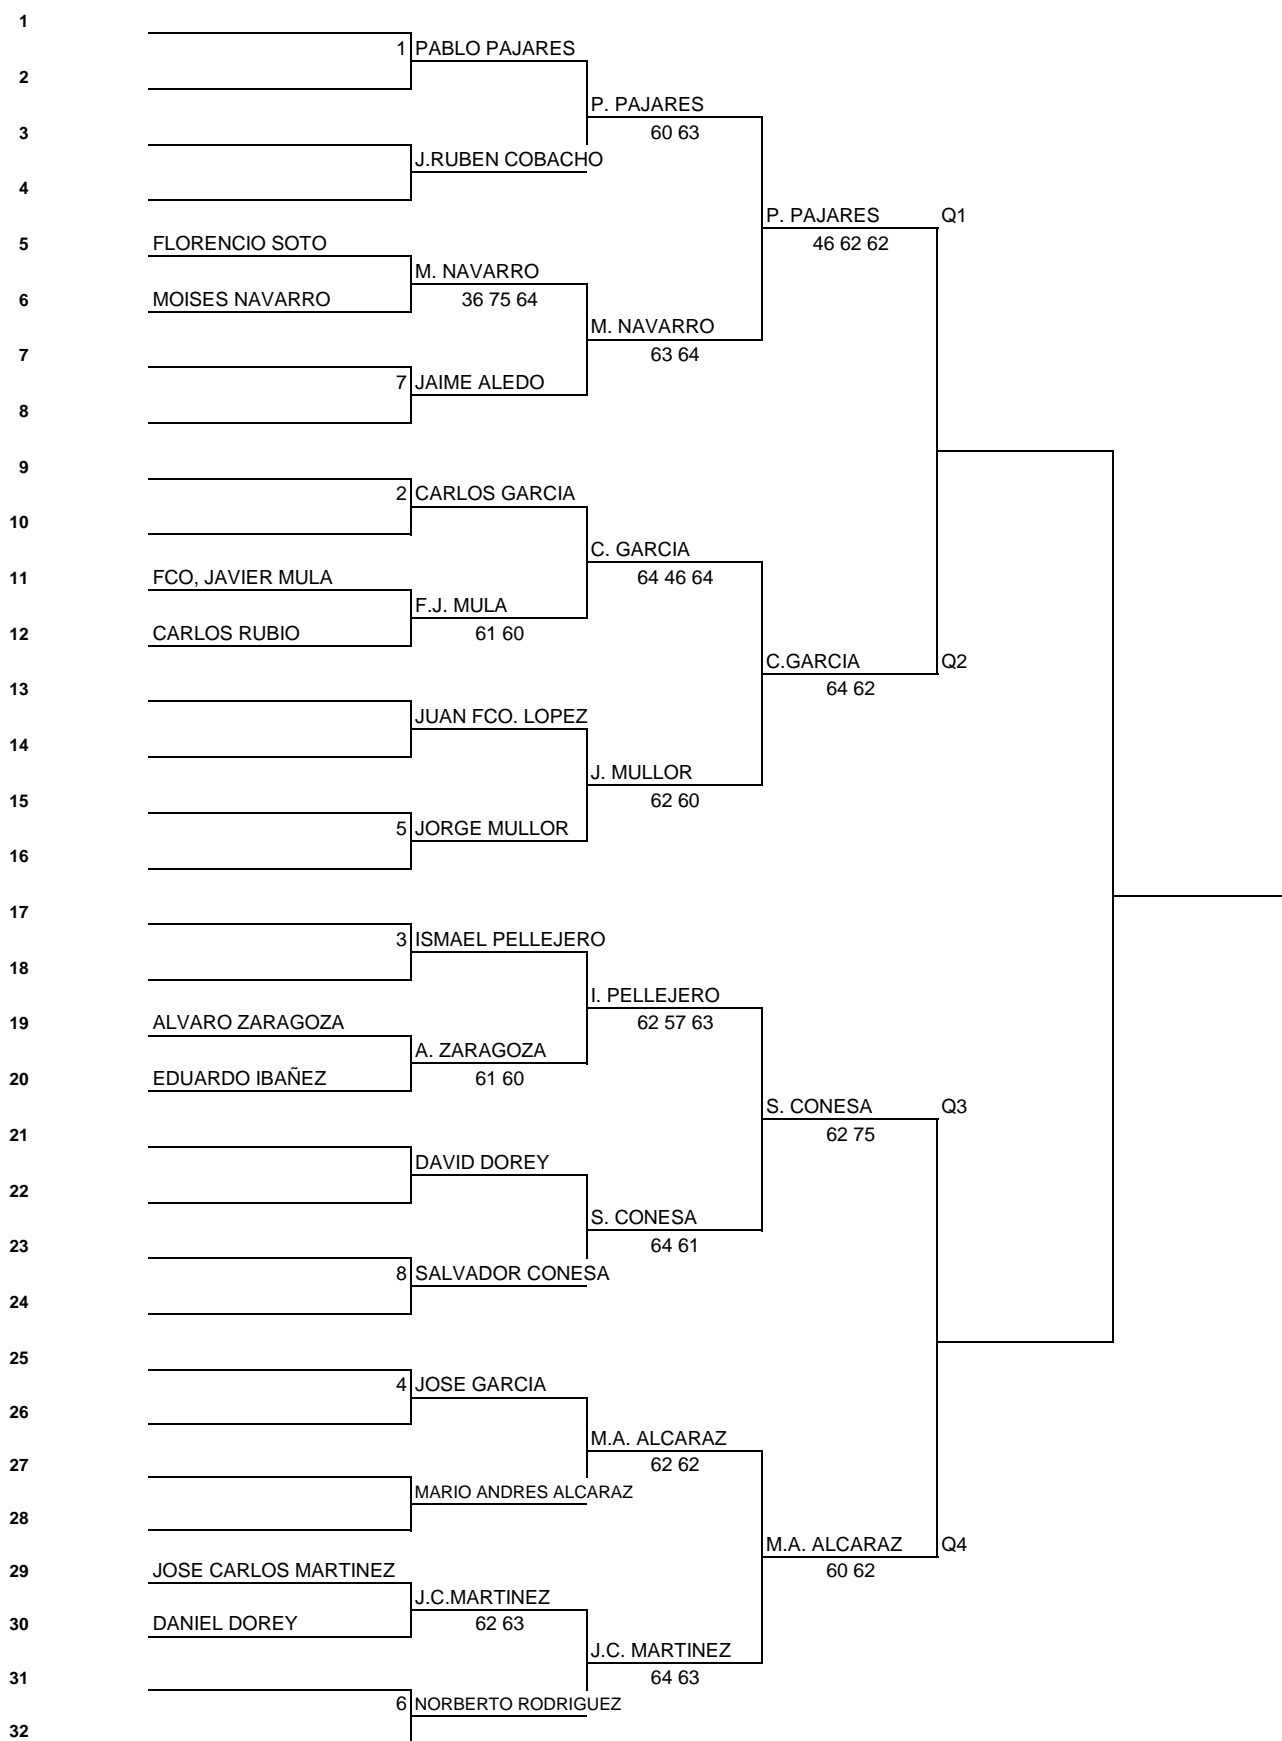 1
1 PABLO PAJARES
2
P. PAJARES
3
60 63
J.RUBEN COBACHO
4
P. PAJARES Q1
5 FLORENCIO SOTO
46 62 62
M. NAVARRO
6 MOISES NAVARRO
36 75 64
M. NAVARRO
7
63 64
7 JAIME ALEDO
8
9
2 CARLOS GARCIA
10
C. GARCIA
11 FCO, JAVIER MULA
64 46 64
F.J. MULA
12 CARLOS RUBIO
61 60
C.GARCIA Q2
13
64 62
JUAN FCO. LOPEZ
14
J. MULLOR
15
62 60
5 JORGE MULLOR
16
17
3 ISMAEL PELLEJERO
18
I. PELLEJERO
19 ALVARO ZARAGOZA
62 57 63
A. ZARAGOZA
20 EDUARDO IBAÑEZ
61 60
S. CONESA Q3
21
62 75
DAVID DOREY
22
S. CONESA
23
64 61
8 SALVADOR CONESA
24
25
4 JOSE GARCIA
26
M.A. ALCARAZ
27
62 62
MARIO ANDRES ALCARAZ
28
M.A. ALCARAZ Q4
29 JOSE CARLOS MARTINEZ
60 62
J.C.MARTINEZ
30 DANIEL DOREY
62 63
J.C. MARTINEZ
31
64 63
6 NORBERTO RODRIGUEZ
32